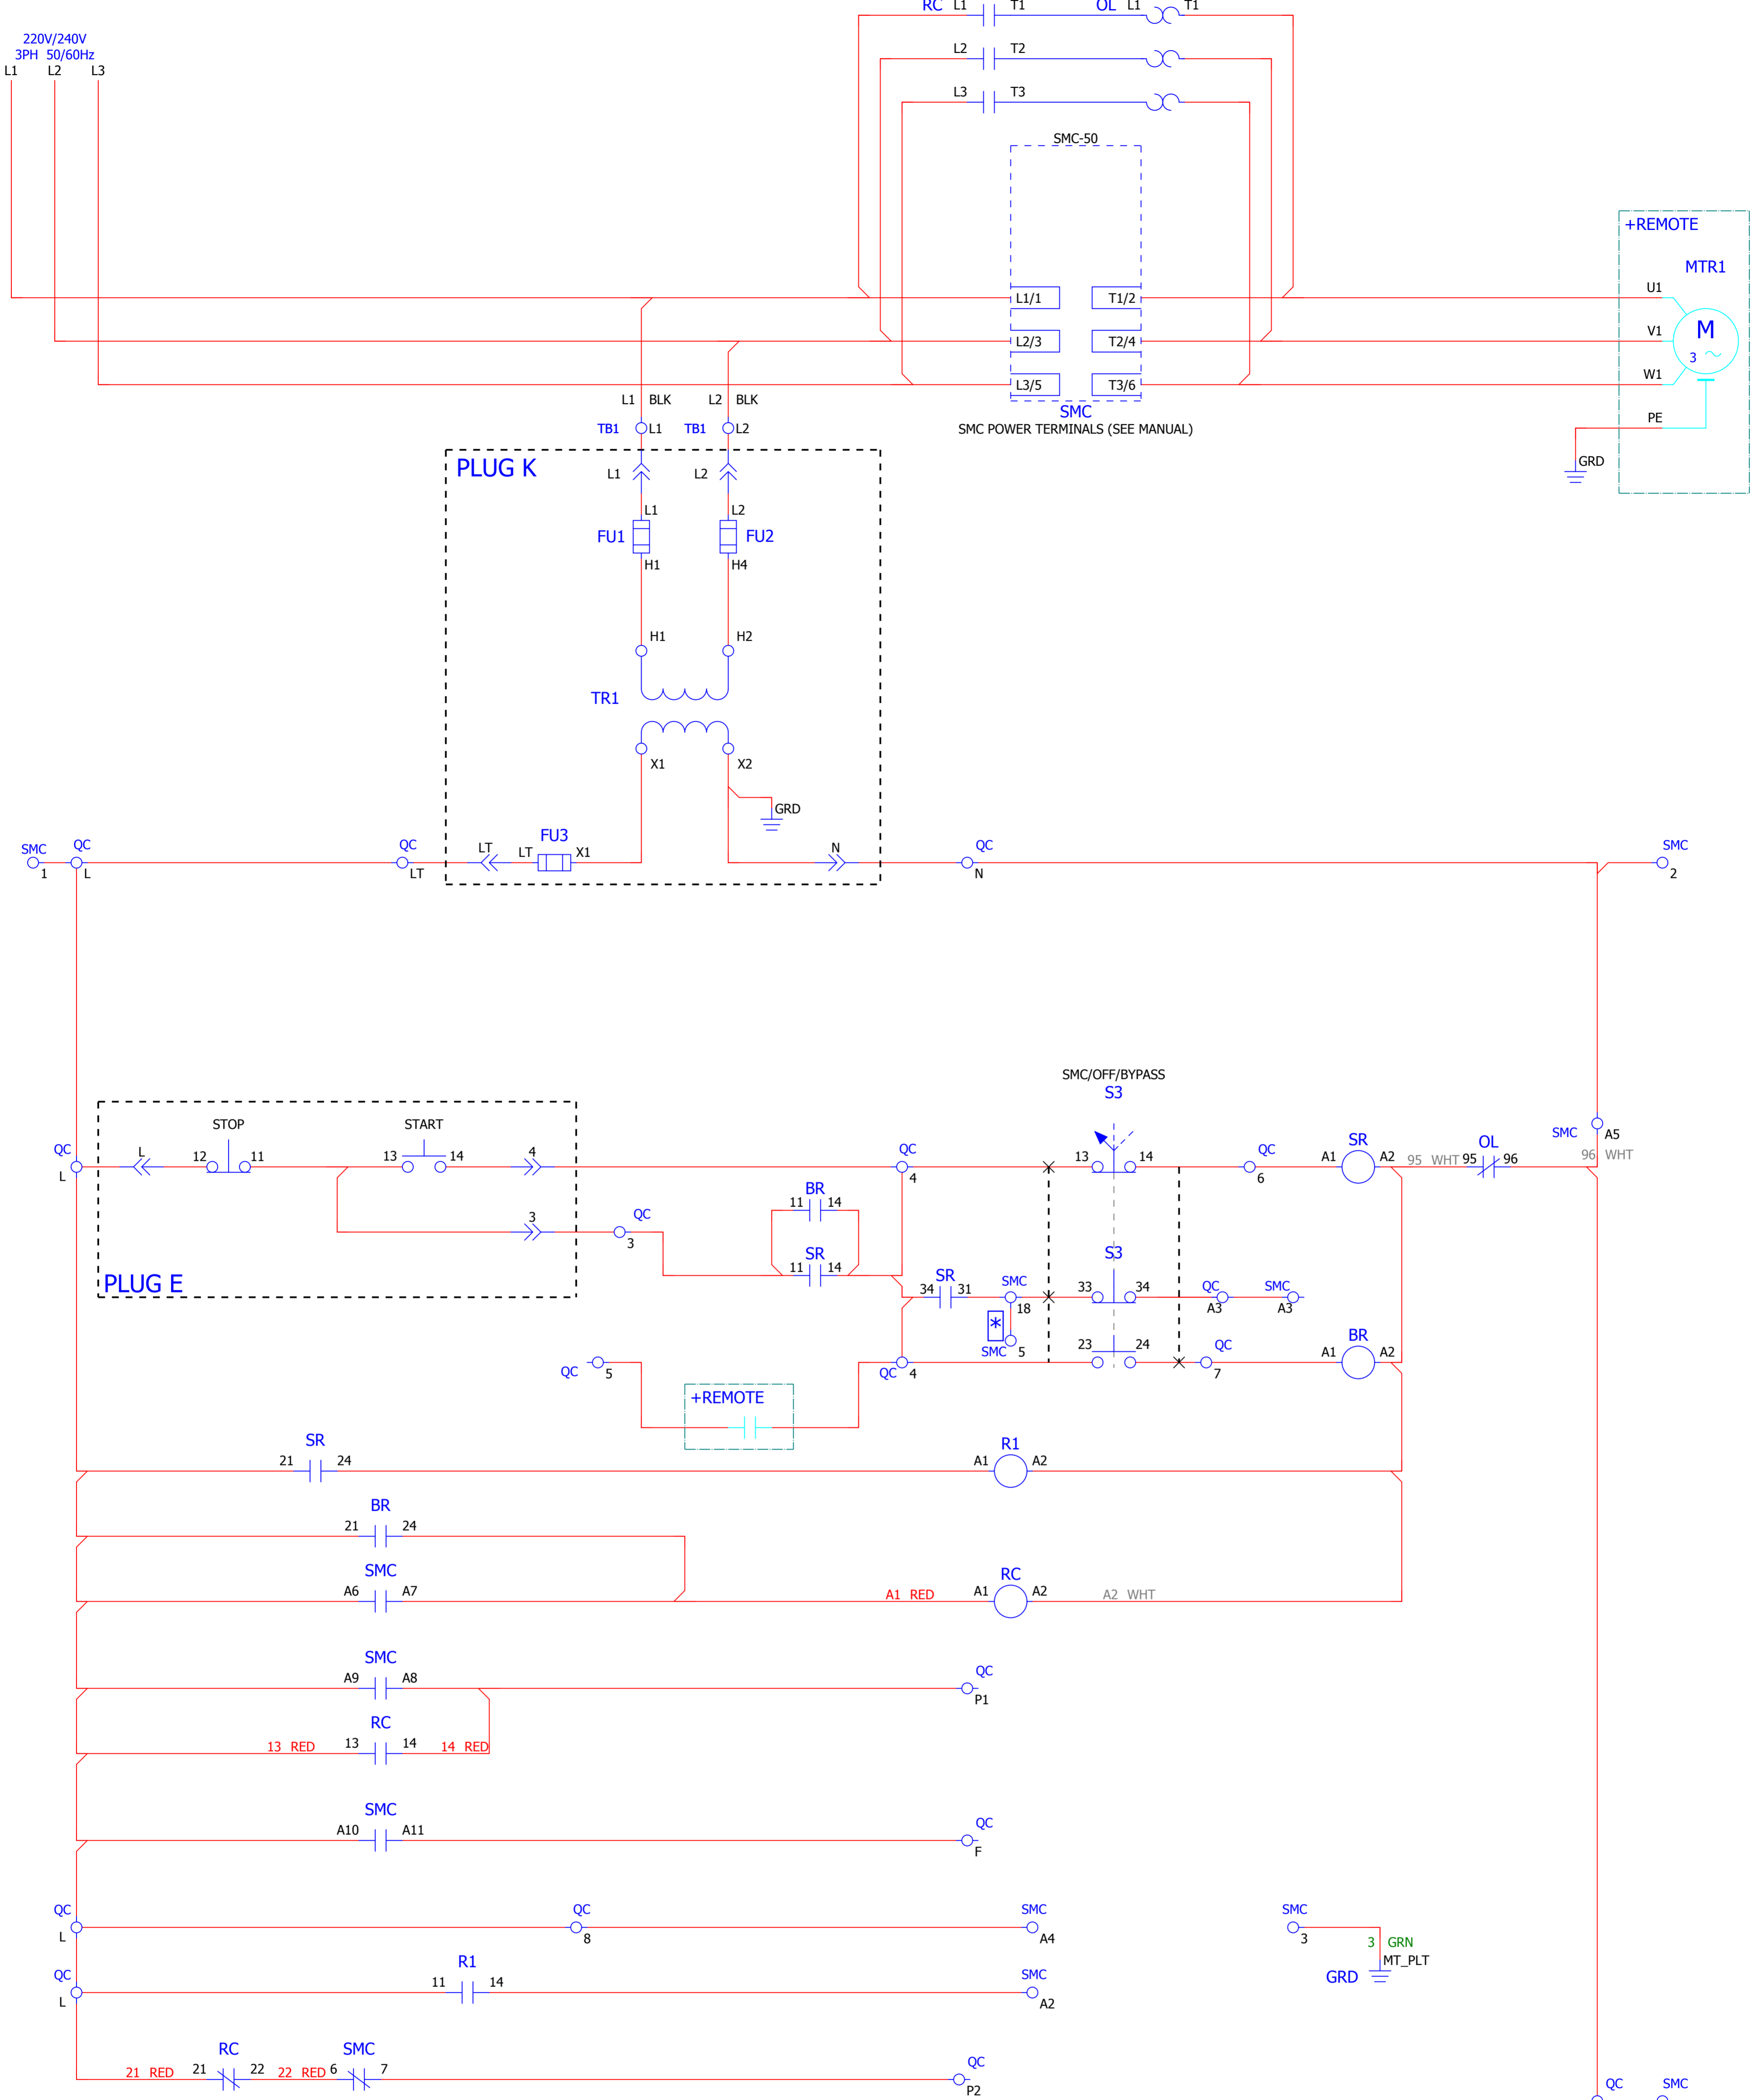 RC L1 T1 OL L1 T1
220V/240V
3PH 50/60Hz
L1 L2 L3
L2 T2
L3 T3
SMC-50
+REMOTE
MTR1
L1/1 T1/2 U1
L2/3 T2/4 V1
M
3
L3/5 T3/6 W1
SMC
SMC POWER TERMINALS (SEE MANUAL)
PE
GRD
L1 BLK L2 BLK
TB1 L1 TB1 L2
PLUG K
L1 L2
L1 L2
FU1 FU2
H1 H4
H1 H2
TR1
X1 X2
GRD
SMC QC QC FU3 QC SMC
LT LT X1 N
1 L LT N 2
SMC/OFF/BYPASS
S3
STOP START
QC L 12 11 13 14 4 QC 13 14 QC SR A1 A2 95 WHT 95 OL 96 96 WHT SMC A5
L 4 6
BR
11 14
3 QC
3
SR
11 14
PLUG E
SR S3
34 31 SMC 33 34 QC SMC
18 A3 A3
*
SMC 5 23 24 QC BR A1 A2
QC 5 QC 4 7
+REMOTE
SR R1
21 24 A1 A2
BR
21 24
SMC RC
A6 A7 A1 RED A1 A2 A2 WHT
SMC QC
A9 A8 P1
RC
13 RED 13 14 14 RED
SMC QC
A10 A11 F
QC QC SMC SMC
L 8 A4 3
3 GRN
MT_PLT
GRD
QC R1 SMC
L 11 14 A2
RC SMC QC
21 RED 21 22 22 RED 6 7 P2
QC SMC